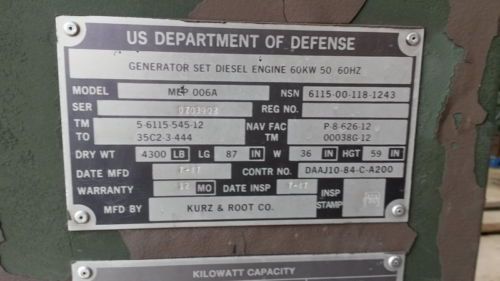 US DEPARTMENT OF DEFENSE
GENERATOR SET DIESEL ENGINE 60KW 50 60HZ
MODEL MEP 006A NSN 6115-00-118-1243
SER REG NO.
TM 5-6115-545-12 NAV FAC P-8-626-12
TO 35C2-3-444 TM 00038G-12
DRY WT 4300 LB LG 87 IN W 36 IN HGT 59 IN
DATE MFD CONTR NO. DAAJ10-84-C-A200
WARRANTY 12 MO DATE INSP INSP STAMP
MFD BY KURZ & ROOT CO.
KILOWATT CAPACITY